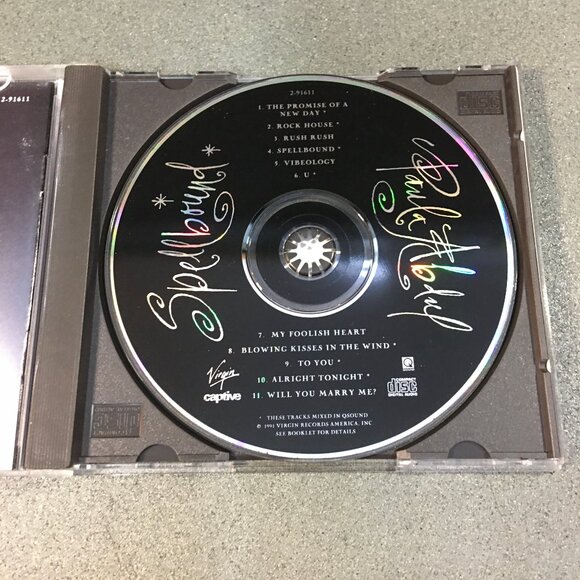 2-91611
2-91611
1. THE PROMISE OF A
NEW DAY *
2. ROCK HOUSE *
3. RUSH RUSH
4. SPELLBOUND *
5. VIBEOLOGY
6. U *
Spellbound
Paula Abdul
7. MY FOOLISH HEART
8. BLOWING KISSES IN THE WIND *
9. TO YOU *
10. ALRIGHT TONIGHT *
11. WILL YOU MARRY ME?
Virgin
captive
Q
COMPACT
disc
DIGITAL AUDIO
* THESE TRACKS MIXED IN QSOUND
℗ 1991 VIRGIN RECORDS AMERICA, INC
SEE BOOKLET FOR DETAILS
disc